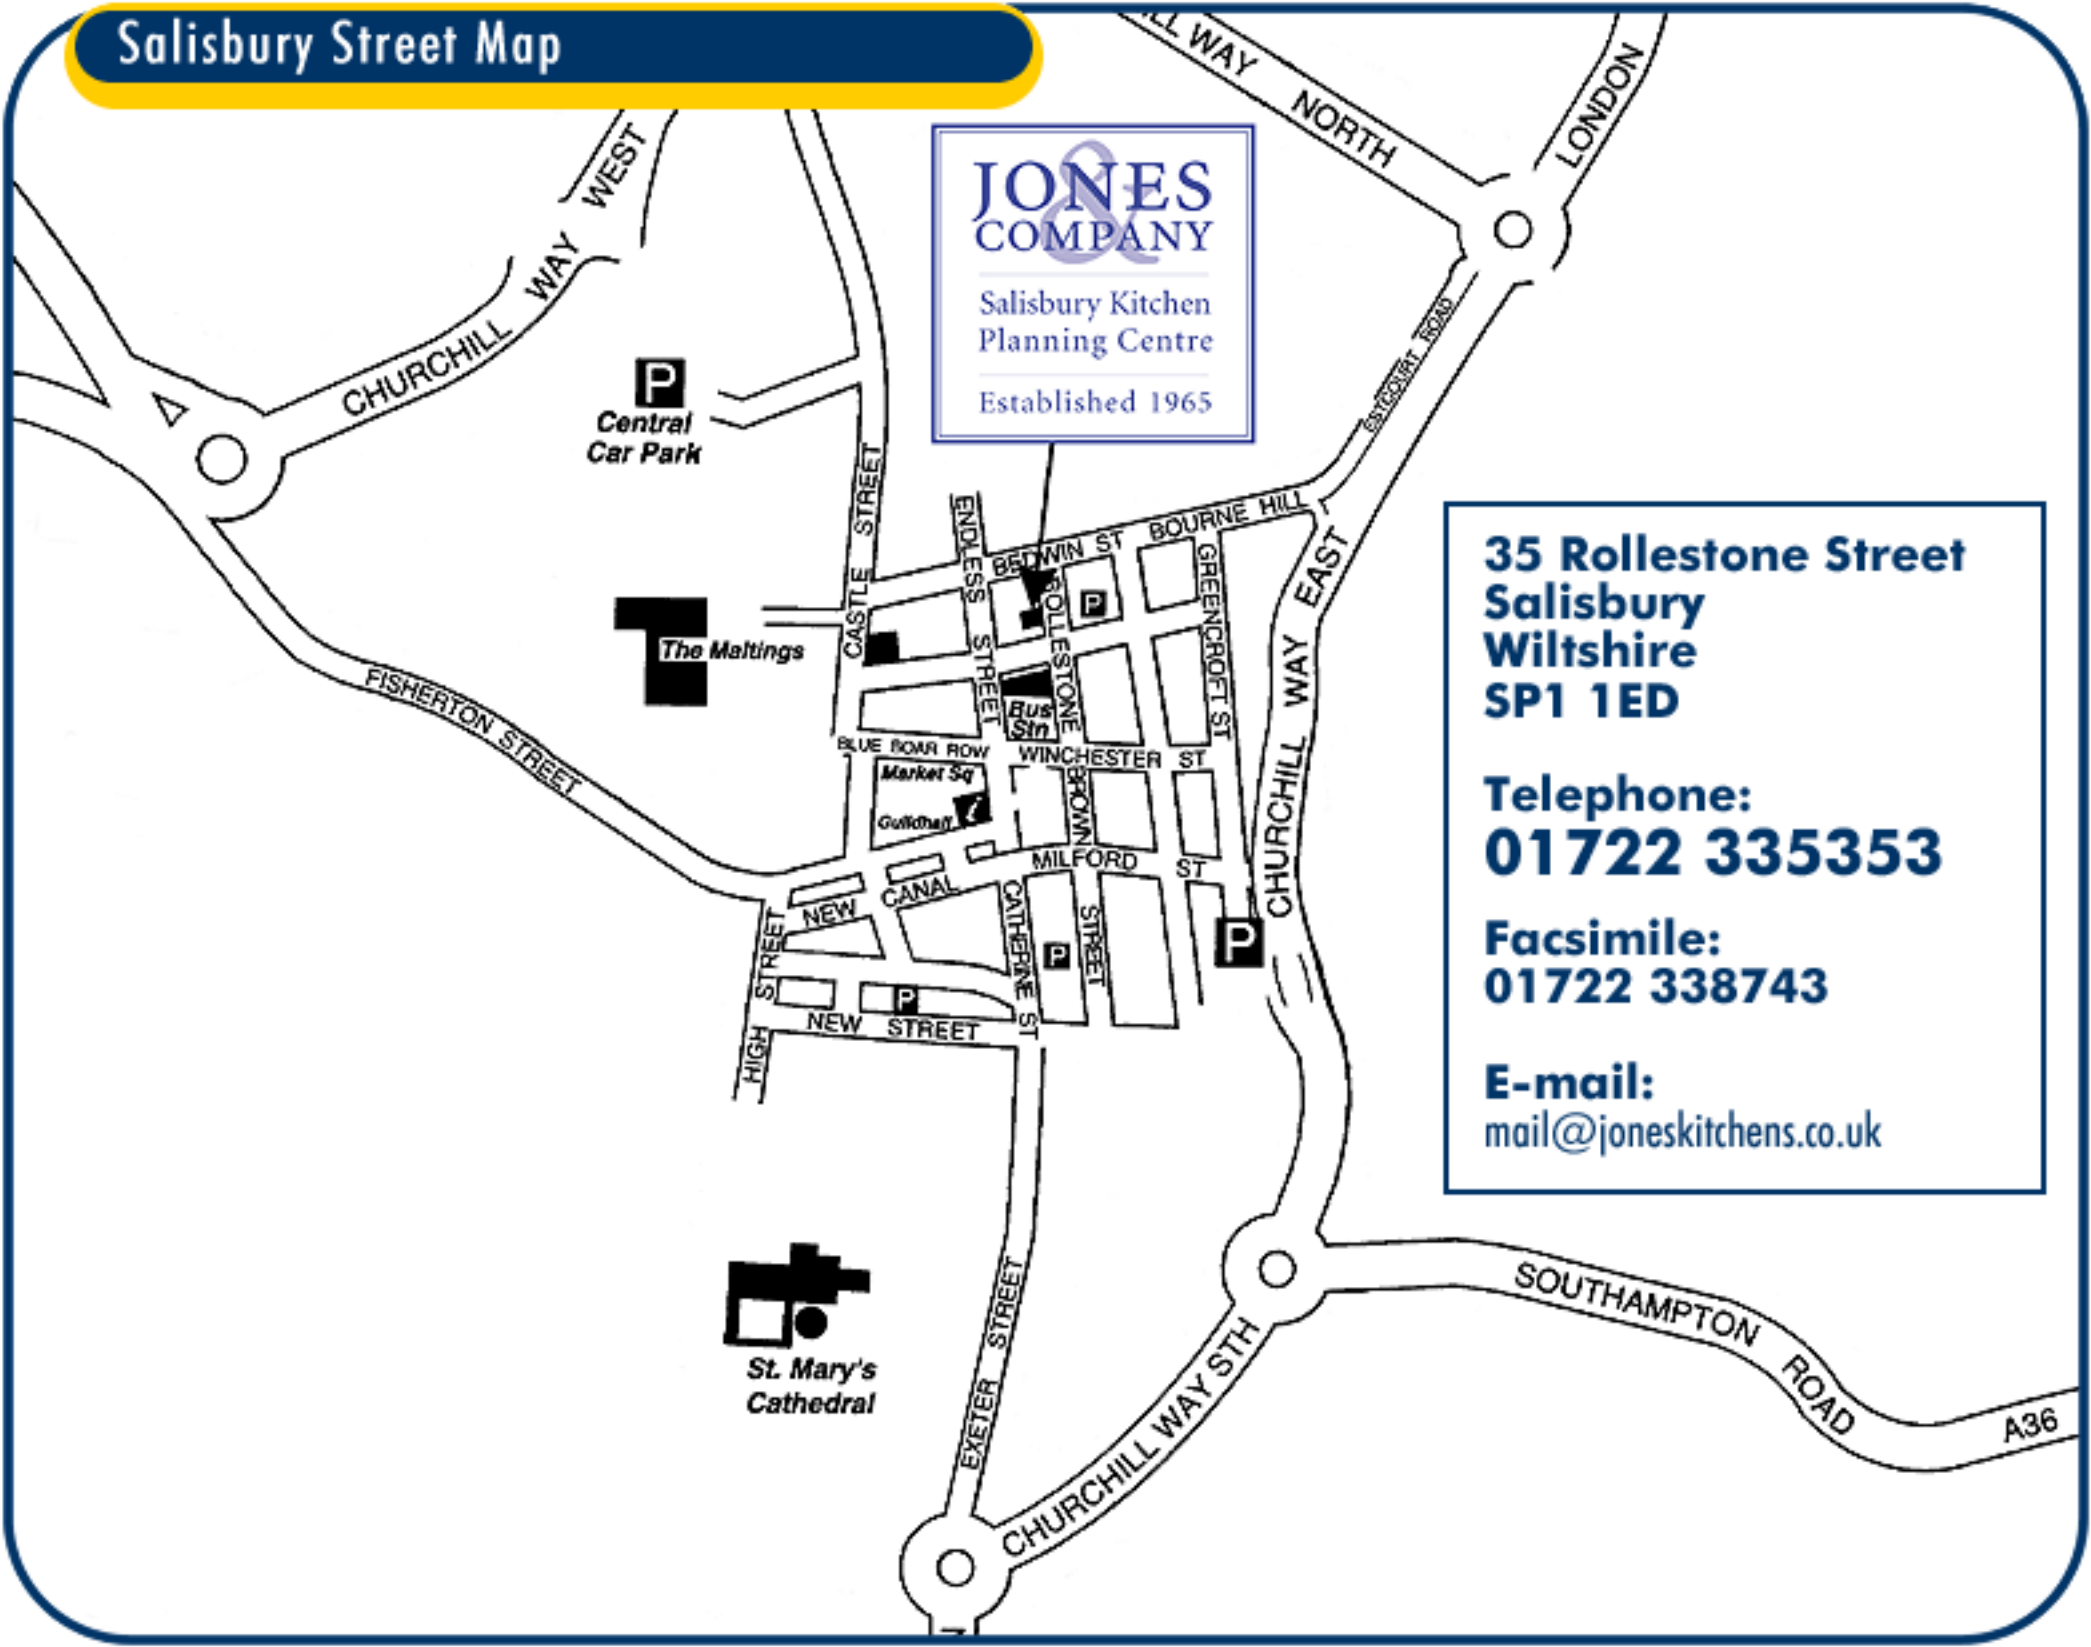 Salisbury Street Map
ILL WAY NORTH
LONDON
CHURCHILL WAY WEST
JONES
&
COMPANY
Salisbury Kitchen
Planning Centre
Established 1965
ESTCOURT ROAD
P
Central
Car Park
CASTLE STREET
ENDLESS STREET
BEDWIN ST
BOURNE HILL
35 Rollestone Street
Salisbury
Wiltshire
SP1 1ED
Telephone:
01722 335353
Facsimile:
01722 338743
E-mail:
mail@joneskitchens.co.uk
ROLLESTONE
P
GREENCROFT ST
CHURCHILL WAY EAST
The Maltings
FISHERTON STREET
Bus
Stn
BLUE BOAR ROW
WINCHESTER ST
Market Sq
i
Guildhall
BROWN STREET
MILFORD ST
NEW CANAL
CATHERINE ST
P
P
HIGH STREET
P
NEW STREET
St. Mary's
Cathedral
EXETER STREET
CHURCHILL WAY STH
SOUTHAMPTON ROAD
A36